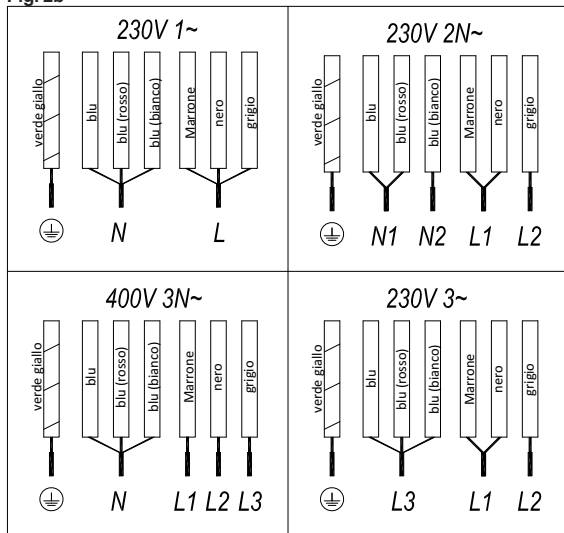 Fig. 2b
230V 1~
verde giallo
blu
blu (rosso)
blu (bianco)
Marrone
nero
grigio
N
L
230V 2N~
verde giallo
blu
blu (rosso)
blu (bianco)
Marrone
nero
grigio
N1 N2 L1 L2
400V 3N~
verde giallo
blu
blu (rosso)
blu (bianco)
Marrone
nero
grigio
N L1 L2 L3
230V 3~
verde giallo
blu
blu (rosso)
blu (bianco)
Marrone
nero
grigio
L3 L1 L2